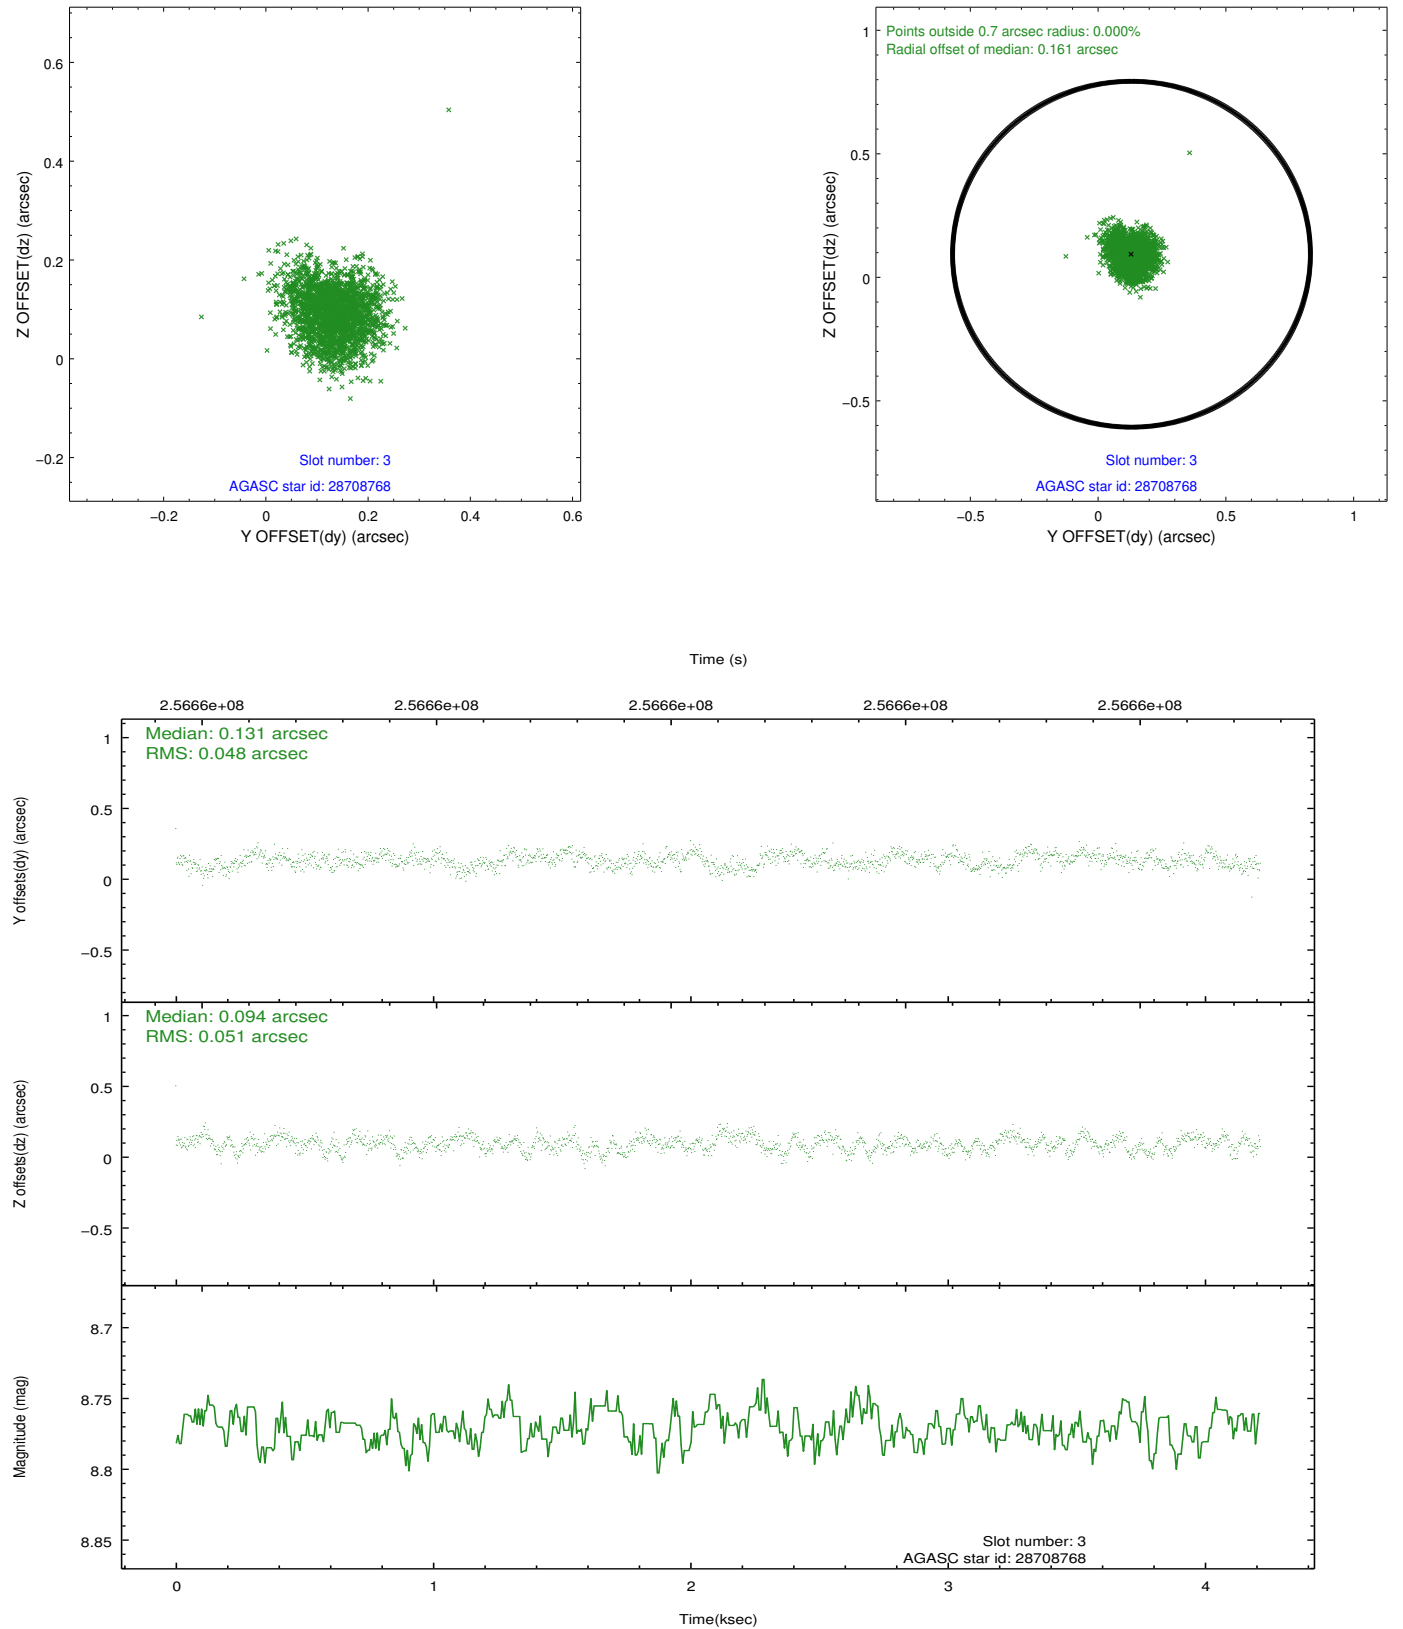 0.6
0.4
0.2
0
−0.2
−0.2
0
0.2
0.4
0.6
Z OFFSET(dz) (arcsec)
Y OFFSET(dy) (arcsec)
Slot number: 3
AGASC star id: 28708768
Points outside 0.7 arcsec radius: 0.000%
Radial offset of median: 0.161 arcsec
1
0.5
0
−0.5
−0.5
0
0.5
1
Z OFFSET(dz) (arcsec)
Y OFFSET(dy) (arcsec)
Slot number: 3
AGASC star id: 28708768
Time (s)
2.5666e+08
2.5666e+08
2.5666e+08
2.5666e+08
2.5666e+08
Median: 0.131 arcsec
RMS: 0.048 arcsec
1
0.5
0
−0.5
Y offsets(dy) (arcsec)
Median: 0.094 arcsec
RMS: 0.051 arcsec
1
0.5
0
−0.5
Z offsets(dz) (arcsec)
8.7
8.75
8.8
8.85
Magnitude (mag)
Slot number: 3
AGASC star id: 28708768
0
1
2
3
4
Time(ksec)